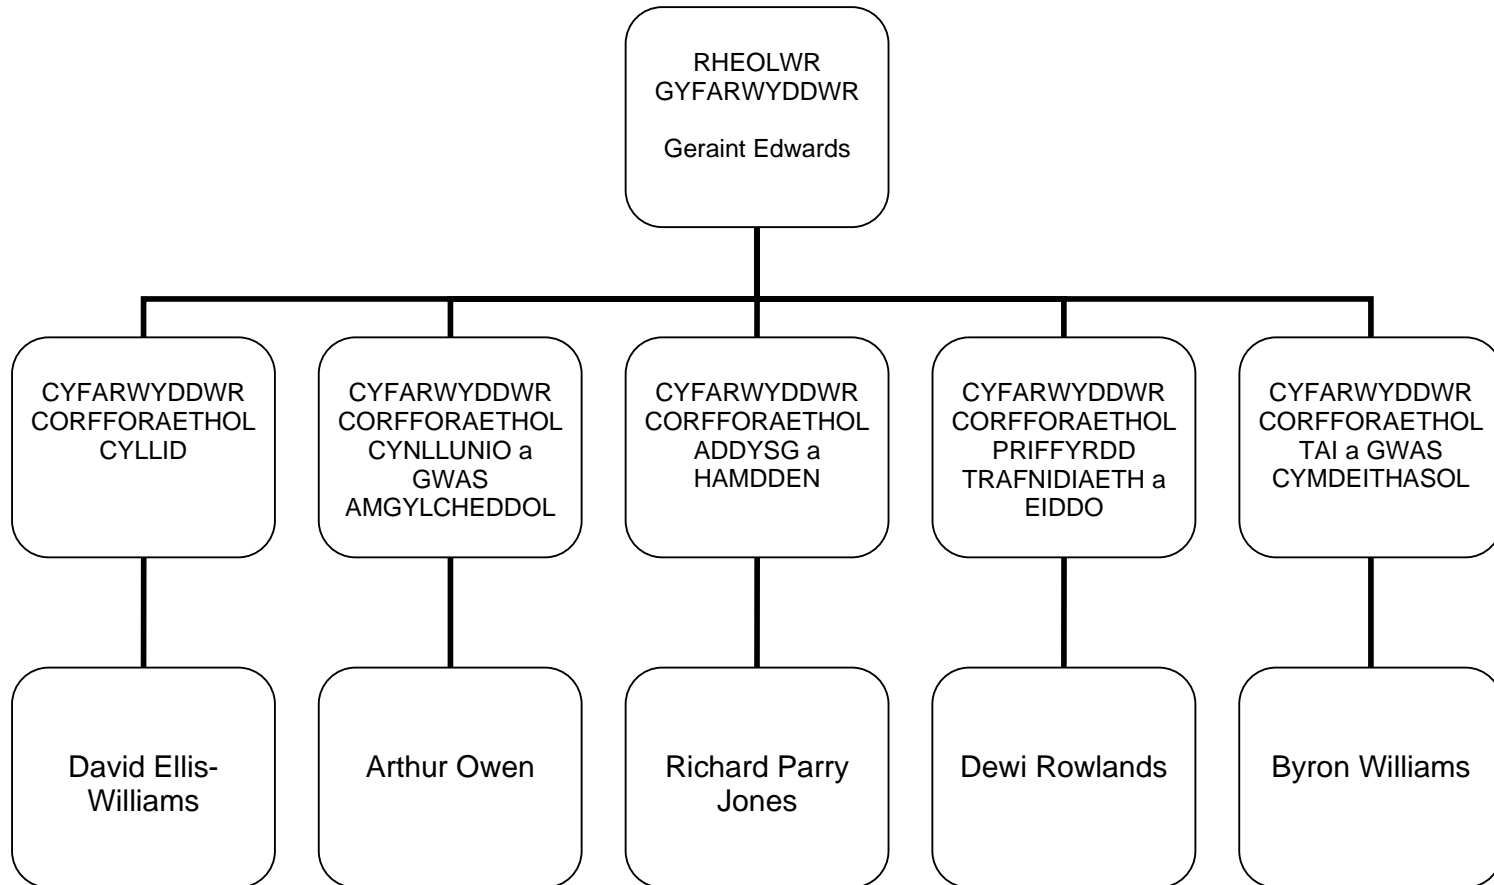 RHEOLWR
GYFARWYDDWR
Geraint Edwards
CYFARWYDDWR
CORFFORAETHOL
CYLLID
CYFARWYDDWR
CORFFORAETHOL
CYNLLUNIO a
GWAS
AMGYLCHEDDOL
CYFARWYDDWR
CORFFORAETHOL
ADDYSG a
HAMDDEN
CYFARWYDDWR
CORFFORAETHOL
PRIFFYRDD
TRAFNIDIAETH a
EIDDO
CYFARWYDDWR
CORFFORAETHOL
TAI a GWAS
CYMDEITHASOL
David Ellis-
Williams
Arthur Owen
Richard Parry
Jones
Dewi Rowlands
Byron Williams